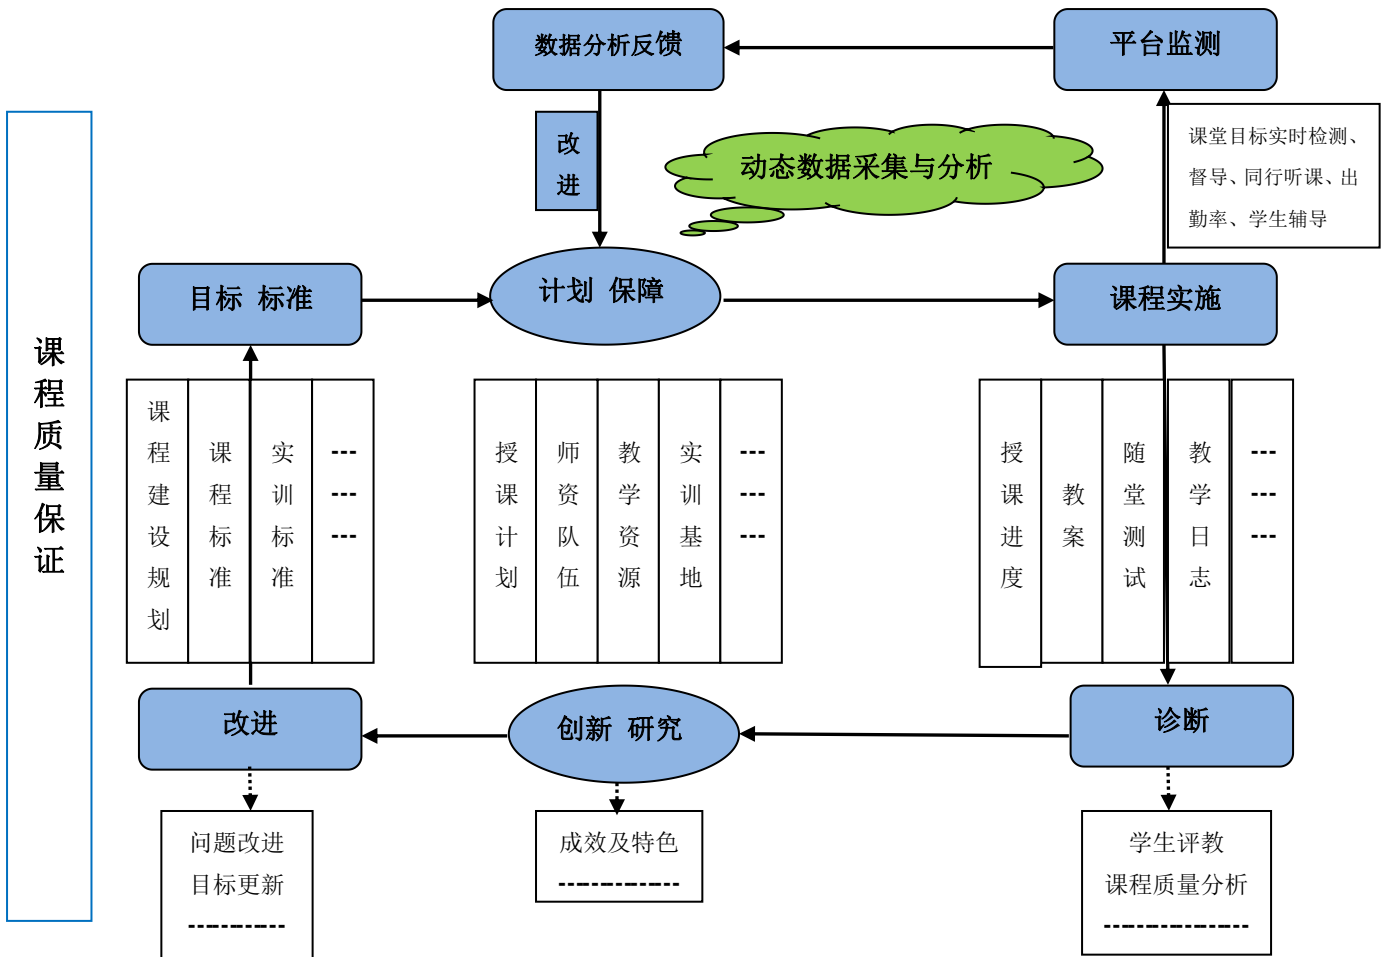 数据分析反馈
平台监测
改进
动态数据采集与分析
课堂目标实时检测、
督导、同行听课、出
勤率、学生辅导
课程质量保证
目标 标准
计划 保障
课程实施
课程建设规划
课程标准
实训标准
--- --- ---
授课计划
师资队伍
教学资源
实训基地
--- --- ---
授课进度
教案
随堂测试
教学日志
--- --- ---
改进
创新 研究
诊断
问题改进
目标更新
------------
成效及特色
---------------
学生评教
课程质量分析
------------------